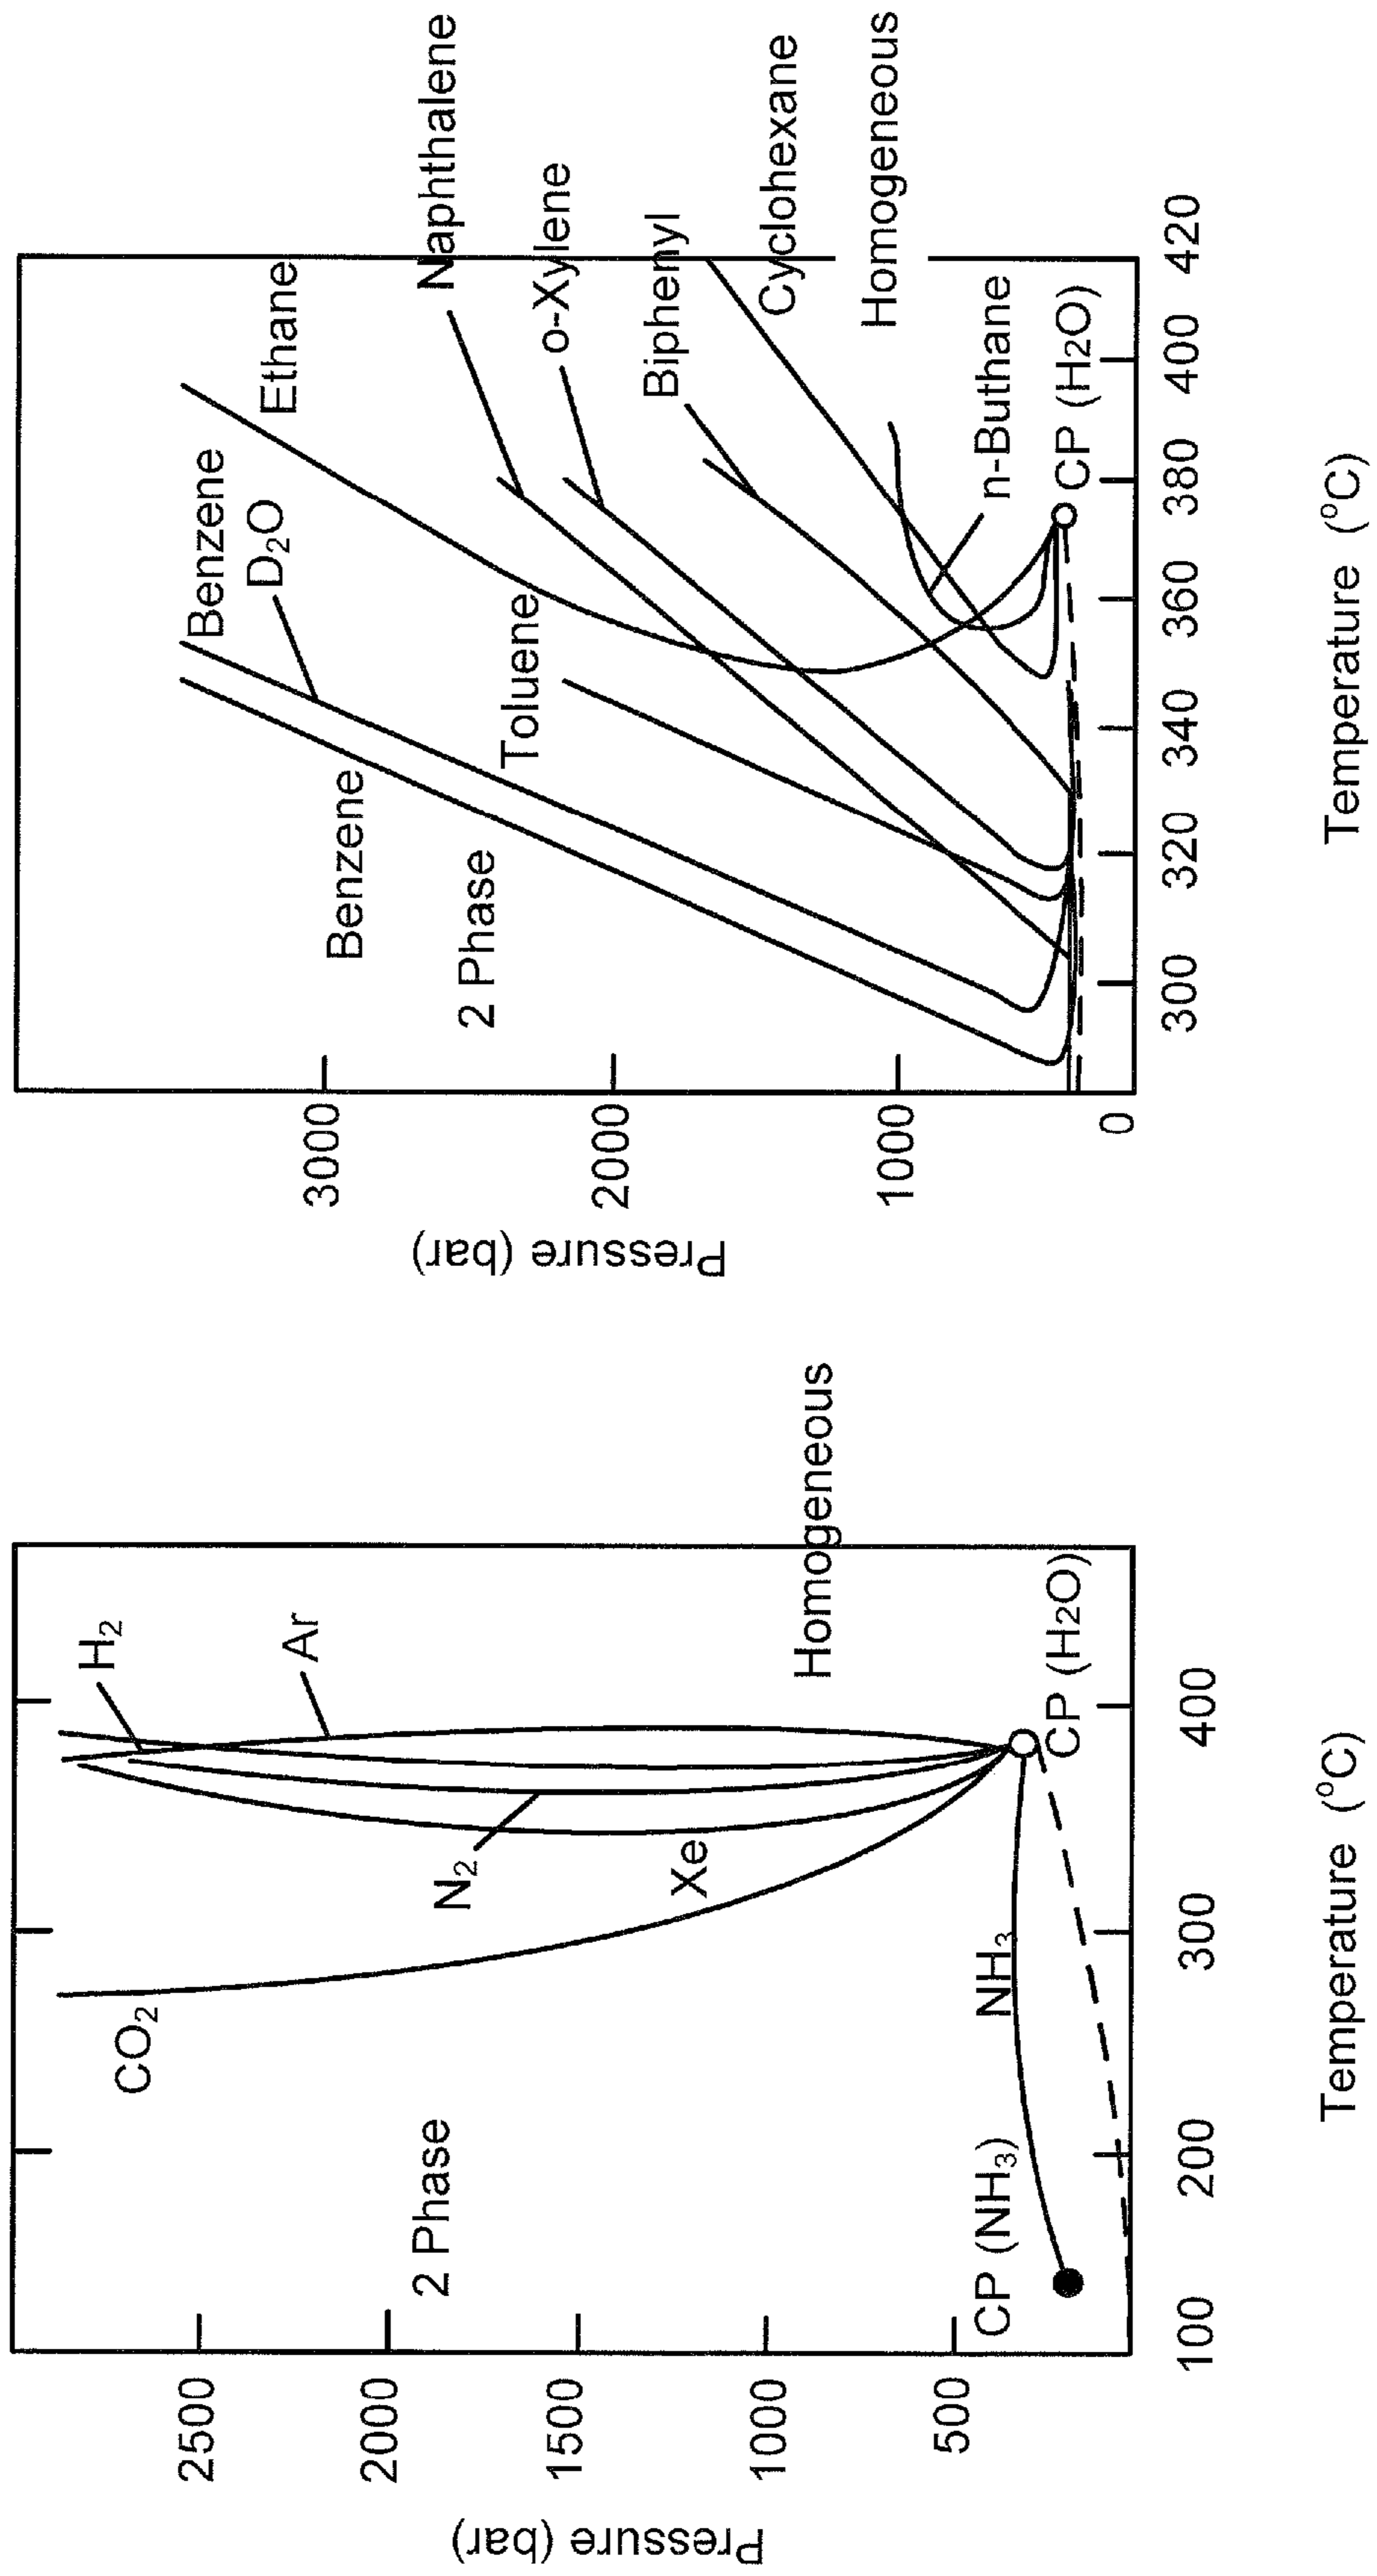 H2
Ar
CO2
N2
Xe
2 Phase
Homogeneous
NH3
CP (NH3)
CP (H2O)
2500
2000
1500
1000
500
Pressure (bar)
100
200
300
400
Temperature (°C)
Benzene
D2O
Ethane
Naphthalene
o-Xylene
Biphenyl
Cyclohexane
Homogeneous
n-Buthane
CP (H2O)
Toluene
Benzene
2 Phase
3000
2000
1000
0
Pressure (bar)
300
320
340
360
380
400
420
Temperature (°C)